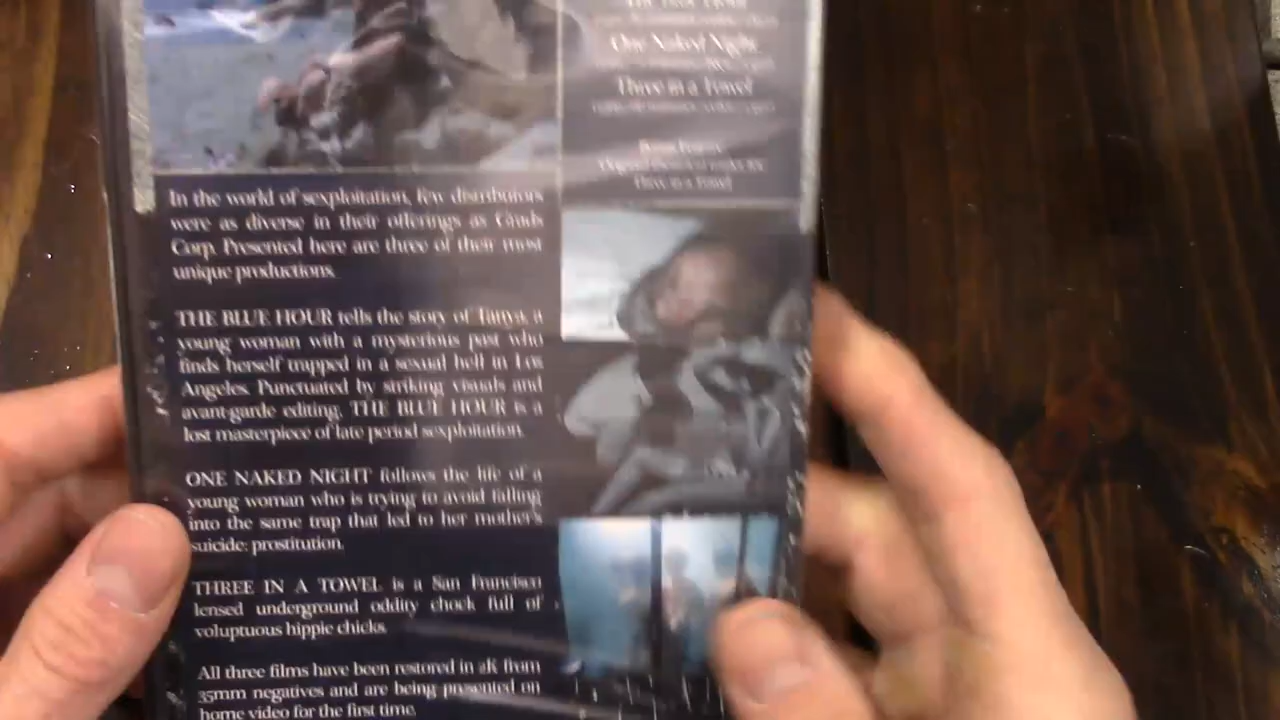 In the world of sexploitation, few distributors
were as diverse in their offerings as Grads
Corp. Presented here are three of their most
unique productions.
THE BLUE HOUR tells the story of Tanya, a
young woman with a mysterious past who
finds herself trapped in a sexual hell in Los
Angeles. Punctuated by striking visuals and
avant-garde editing, THE BLUE HOUR is a
lost masterpiece of late period sexploitation.
ONE NAKED NIGHT follows the life of a
young woman who is trying to avoid falling
into the same trap that led to her mother's
suicide: prostitution.
THREE IN A TOWEL is a San Francisco
lensed underground oddity chock full of
voluptuous hippie chicks.
All three films have been restored in 2K from
35mm negatives and are being presented on
home video for the first time.
One Naked Night
Three in a Towel
Three in a Towel